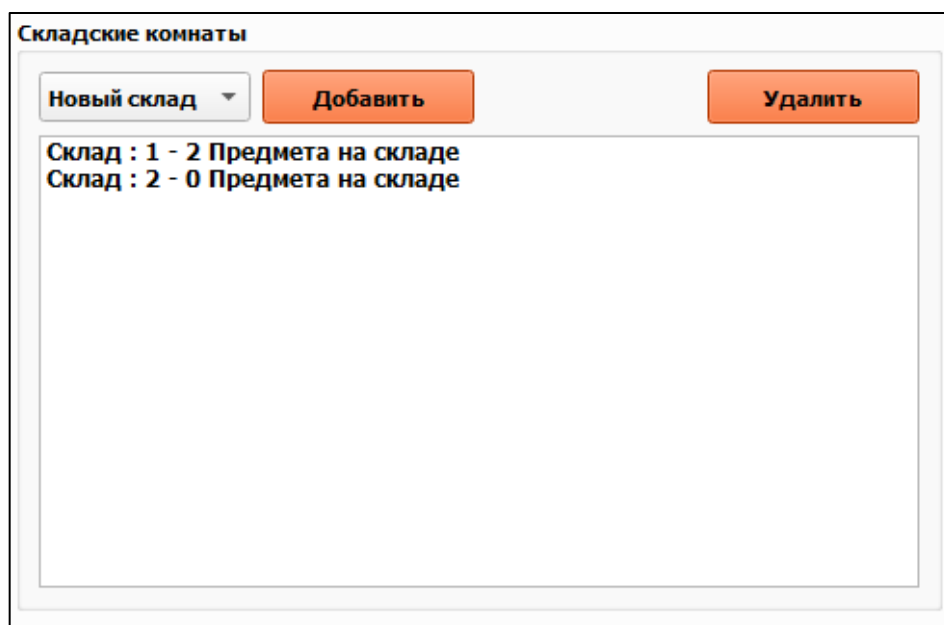 Складские комнаты
Новый склад Добавить Удалить
Склад : 1 - 2 Предмета на складе
Склад : 2 - 0 Предмета на складе